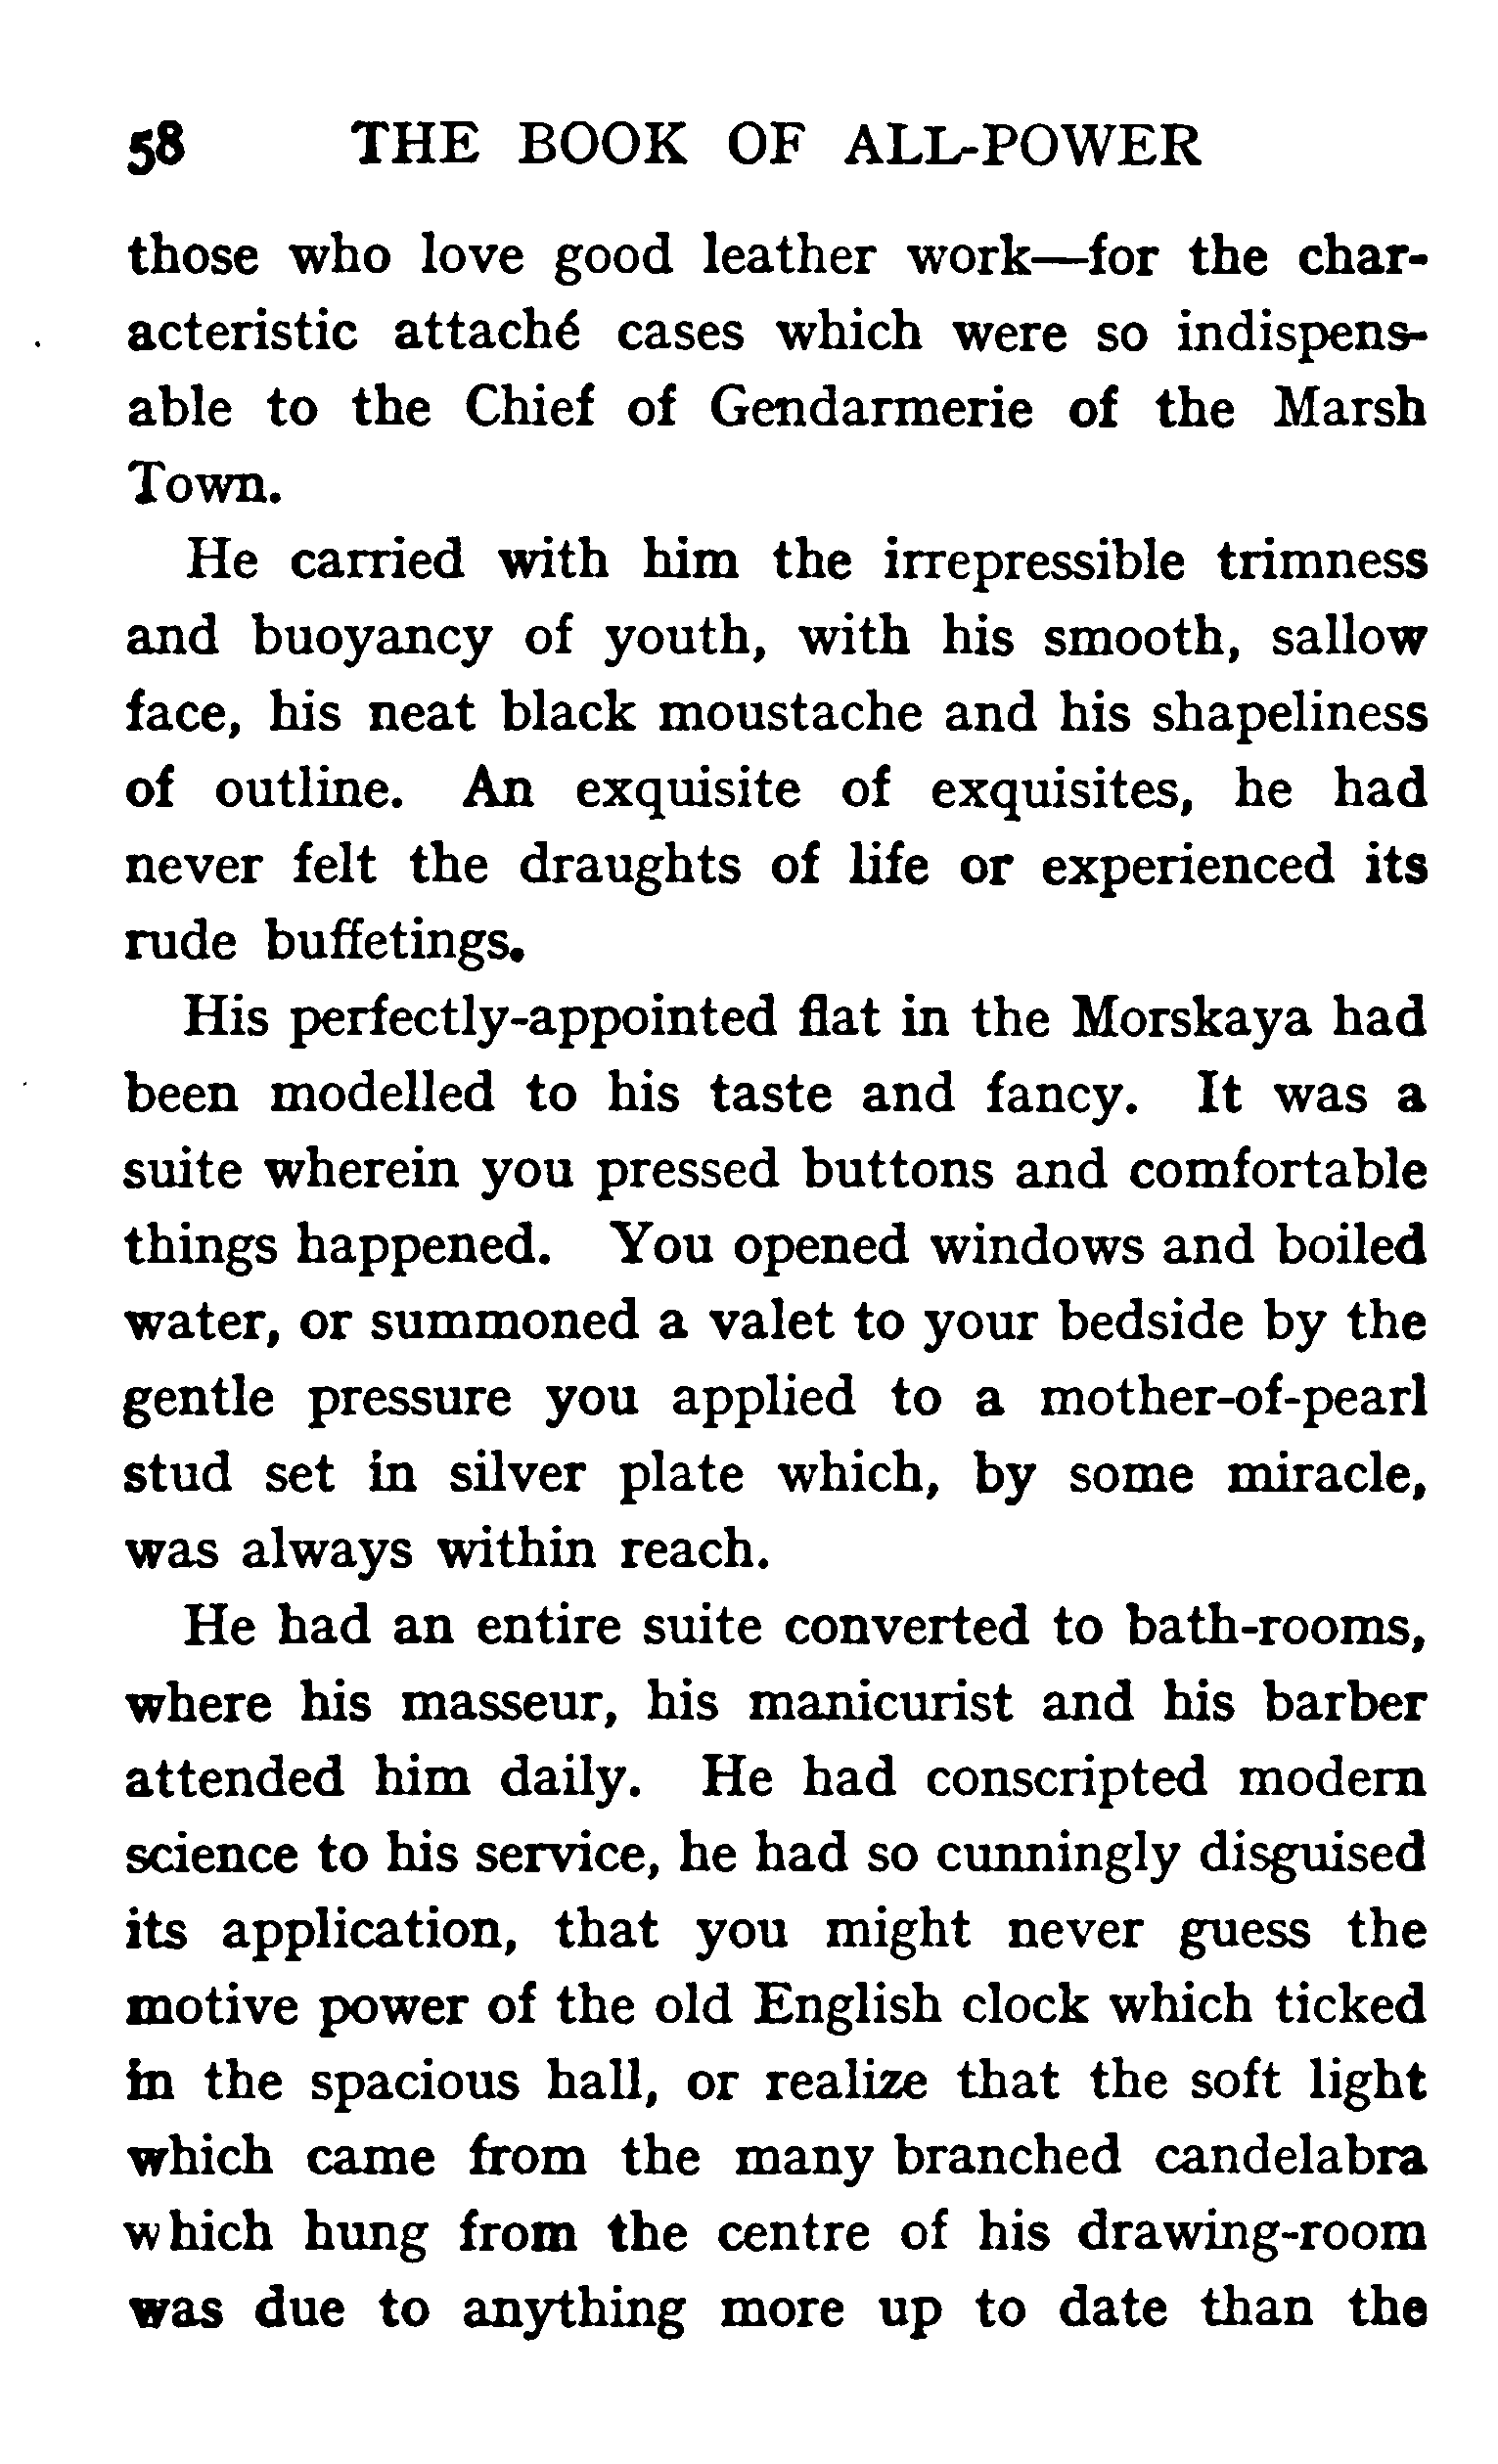 58 THE BOOK OF ALL-POWER
those who love good leather work—for the char-
acteristic attaché cases which were so indispens-
able to the Chief of Gendarmerie of the Marsh
Town.
He carried with him the irrepressible trimness
and buoyancy of youth, with his smooth, sallow
face, his neat black moustache and his shapeliness
of outline. An exquisite of exquisites, he had
never felt the draughts of life or experienced its
rude buffetings.
His perfectly-appointed flat in the Morskaya had
been modelled to his taste and fancy. It was a
suite wherein you pressed buttons and comfortable
things happened. You opened windows and boiled
water, or summoned a valet to your bedside by the
gentle pressure you applied to a mother-of-pearl
stud set in silver plate which, by some miracle,
was always within reach.
He had an entire suite converted to bath-rooms,
where his masseur, his manicurist and his barber
attended him daily. He had conscripted modern
science to his service, he had so cunningly disguised
its application, that you might never guess the
motive power of the old English clock which ticked
in the spacious hall, or realize that the soft light
which came from the many branched candelabra
which hung from the centre of his drawing-room
was due to anything more up to date than the